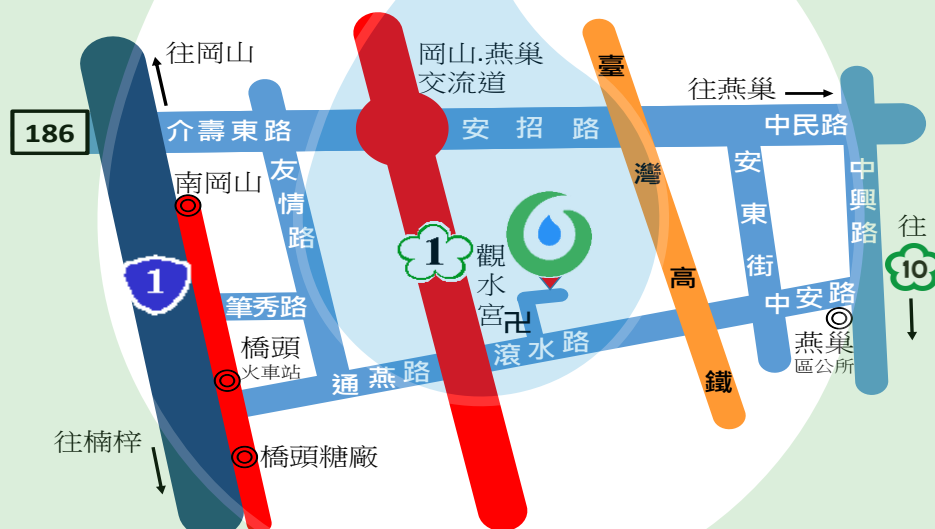 往岡山
岡山.燕巢
交流道
臺灣高鐵
往燕巢
186
介壽東路
安招路
中民路
南岡山
友情路
安東街
中興路
往
10
1
1
觀水宮
卍
筆秀路
中安路
橋頭
火車站
通燕路
滾水路
燕巢
區公所
往楠梓
橋頭糖廠